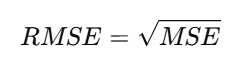 RMSE = √MSE